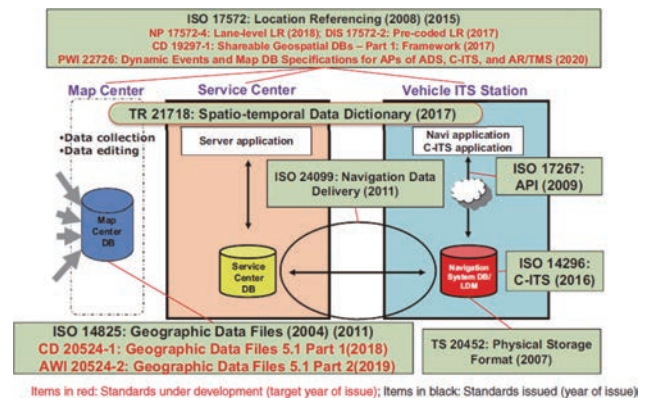 ISO 17572: Location Referencing (2008) (2015)
NP 17572-4: Lane-level LR (2018); DIS 17572-2: Pre-coded LR (2017)
CD 19297-1: Shareable Geospatial DBs – Part 1: Framework (2017)
PWI 22726: Dynamic Events and Map DB Specifications for APs of ADS, C-ITS, and AR/TMS (2020)
Map Center
Service Center
Vehicle ITS Station
TR 21718: Spatio-temporal Data Dictionary (2017)
•Data collection
•Data editing
Server application
Navi application
C-ITS application
ISO 24099: Navigation Data
Delivery (2011)
ISO 17267:
API (2009)
Map
Center
DB
Service
Center
DB
Navigation
System DB/
LDM
ISO 14296:
C-ITS (2016)
ISO 14825: Geographic Data Files (2004) (2011)
CD 20524-1: Geographic Data Files 5.1 Part 1(2018)
AWI 20524-2: Geographic Data Files 5.1 Part 2(2019)
TS 20452: Physical Storage
Format (2007)
Items in red: Standards under development (target year of issue); Items in black: Standards issued (year of issue)